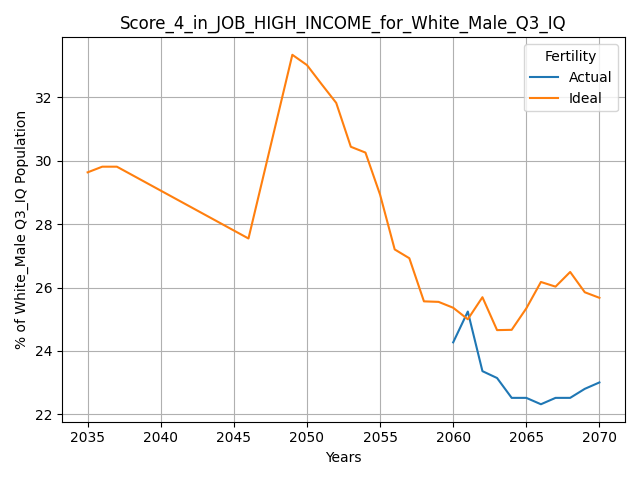 Score_4_in_JOB_HIGH_INCOME_for_White_Male_Q3_IQ
Fertility
Actual
Ideal
% of White_Male Q3_IQ Population
32
30
28
26
24
22
2035
2040
2045
2050
2055
2060
2065
2070
Years